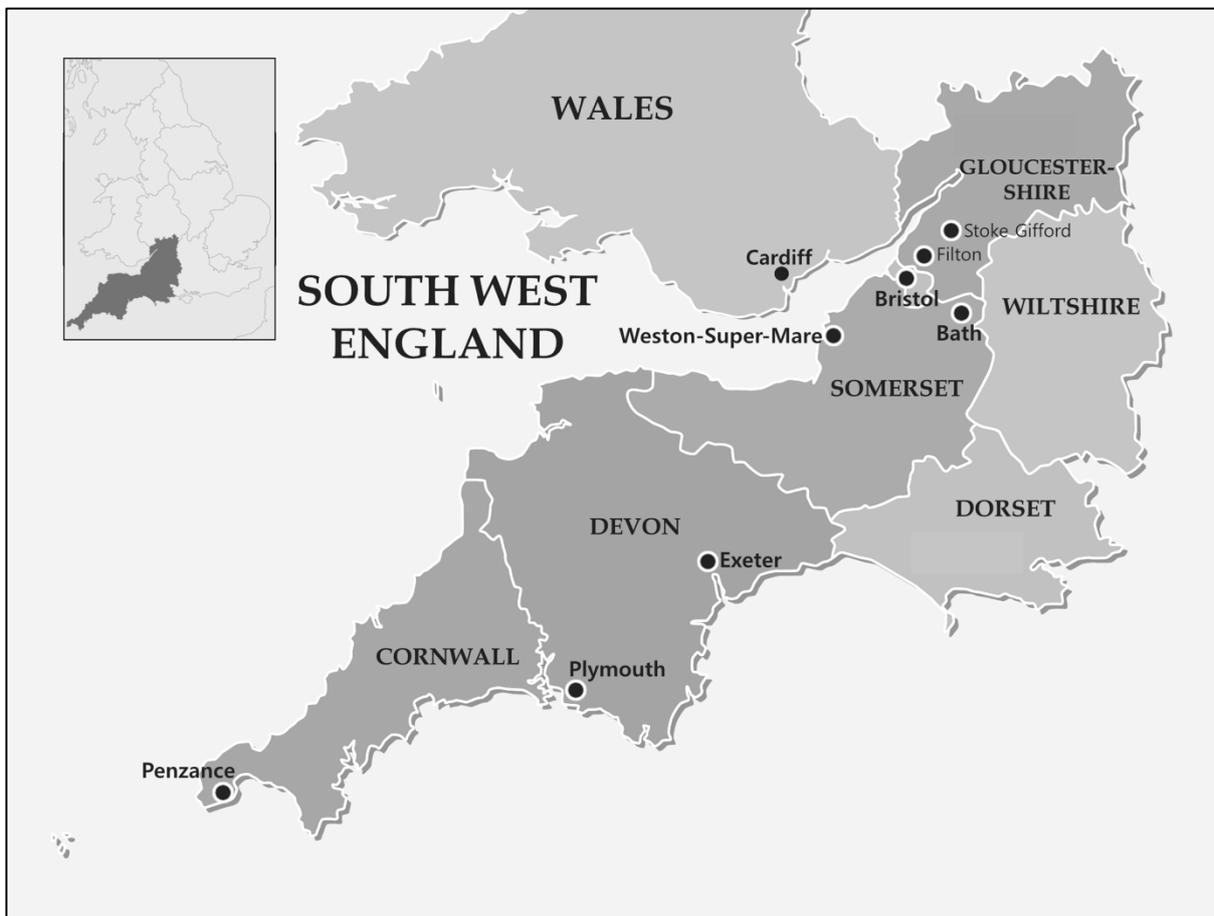 WALES
GLOUCESTER-
SHIRE
Stoke Gifford
Filton
Cardiff
Bristol
SOUTH WEST
ENGLAND
WILTSHIRE
Bath
Weston-Super-Mare
SOMERSET
DORSET
DEVON
Exeter
CORNWALL
Plymouth
Penzance